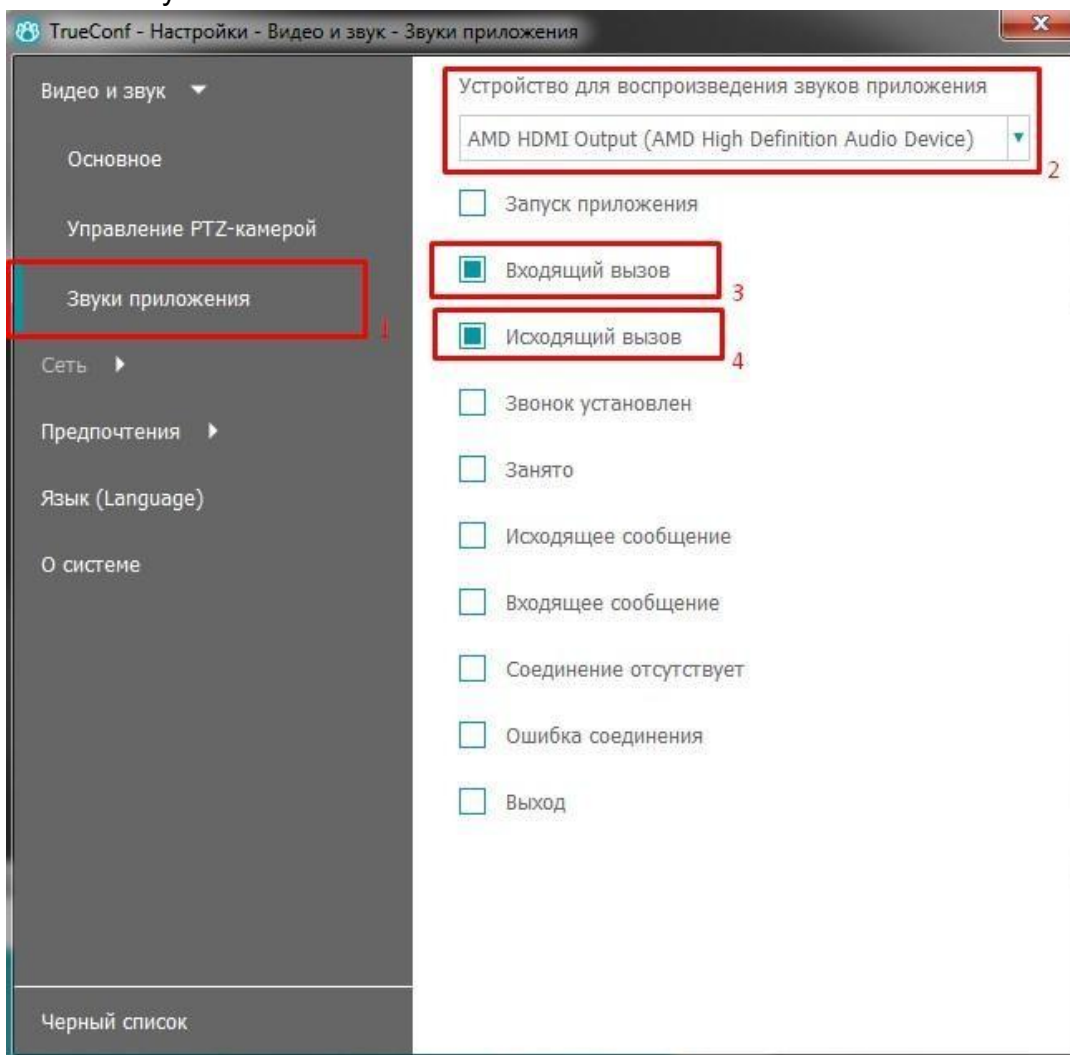 TrueConf - Настройки - Видео и звук - Звуки приложения
Видео и звук
Основное
Управление PTZ-камерой
Звуки приложения
1
Сеть
Предпочтения
Язык (Language)
О системе
Черный список
Устройство для воспроизведения звуков приложения
AMD HDMI Output (AMD High Definition Audio Device)
2
Запуск приложения
Входящий вызов
3
Исходящий вызов
4
Звонок установлен
Занято
Исходящее сообщение
Входящее сообщение
Соединение отсутствует
Ошибка соединения
Выход